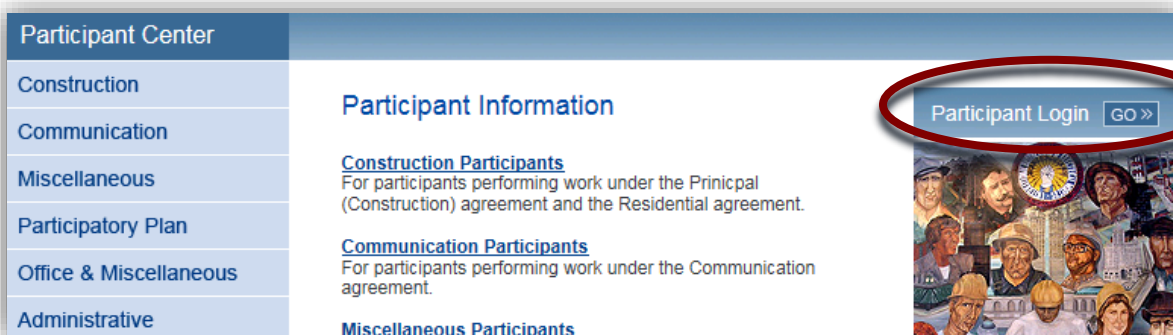 Participant Center
Construction
Communication
Miscellaneous
Participatory Plan
Office & Miscellaneous
Administrative
Participant Information
Construction Participants
For participants performing work under the Prinicpal
(Construction) agreement and the Residential agreement.
Communication Participants
For participants performing work under the Communication
agreement.
Miscellaneous Participants
Participant Login GO »